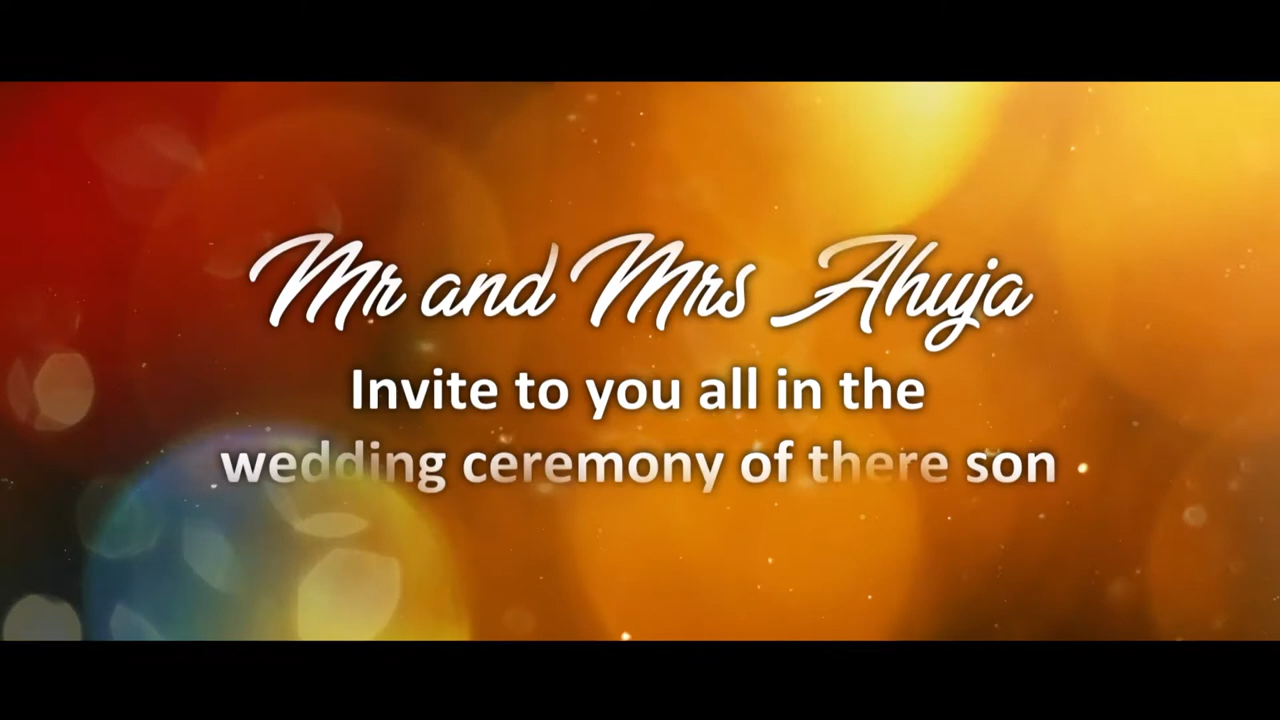 Mr and Mrs Ahuja
Invite to you all in the
wedding ceremony of there son